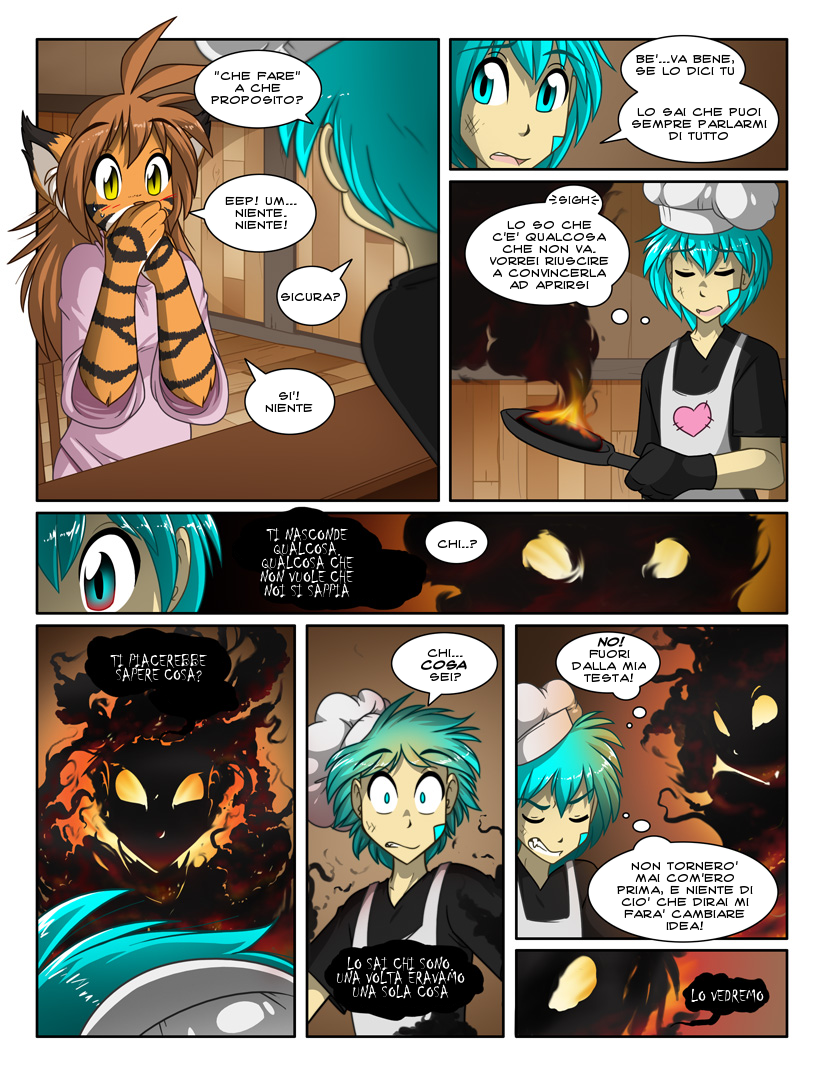 "CHE FARE"
A CHE
PROPOSITO?
EEP! UM...
NIENTE.
NIENTE!
SICURA?
SI'!
NIENTE
BE'...VA BENE,
SE LO DICI TU
LO SAI CHE PUOI
SEMPRE PARLARMI
DI TUTTO
SIGH
LO SO CHE
C'E' QUALCOSA
CHE NON VA.
VORREI RIUSCIRE
A CONVINCERLA
AD APRIRSI
TI NASCONDE
QUALCOSA.
QUALCOSA CHE
NON VUOLE CHE
NOI SI SAPPIA
CHI..?
TI PIACEREBBE
SAPERE COSA?
CHI...
COSA
SEI?
LO SAI CHI SONO.
UNA VOLTA ERAVAMO
UNA SOLA COSA
NO!
FUORI
DALLA MIA
TESTA!
NON TORNERO'
MAI COM'ERO
PRIMA, E NIENTE DI
CIO' CHE DIRAI MI
FARA' CAMBIARE
IDEA!
LO VEDREMO